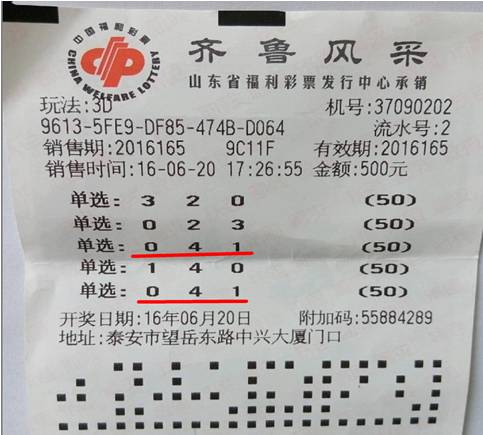 中国福利彩票
CHINA WELFARE LOTTERY
齐鲁风采
山东省福利彩票发行中心承销
玩法:3D 机号:37090202
9613-5FE9-DF85-474B-D064 流水号:2
销售期:2016165 9C11F 有效期:2016165
销售时间:16-06-20 17:26:55 金额:500元
单选: 3 2 0 (50)
单选: 0 2 3 (50)
单选: 0 4 1 (50)
单选: 1 4 0 (50)
单选: 0 4 1 (50)
开奖日期:16年06月20日 附加码:55884289
地址:泰安市望岳东路中兴大厦门口